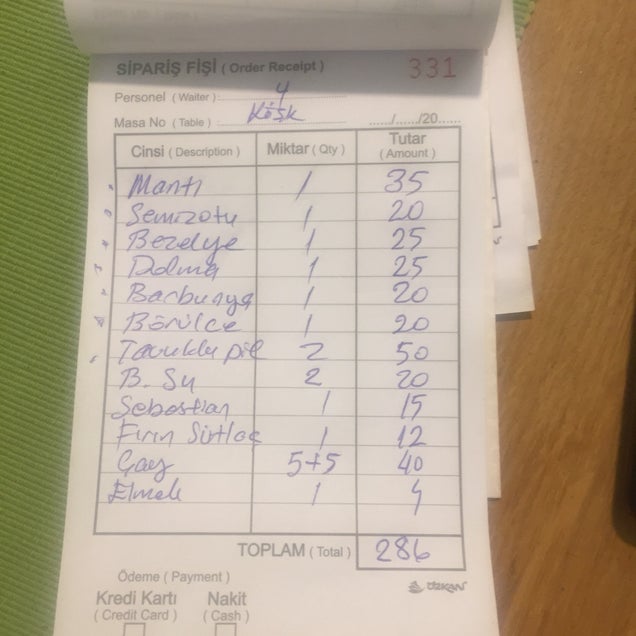 SİPARİŞ FİŞİ ( Order Receipt ) 331
Personel (Waiter) : 4
Masa No ( Table ) : Köşk ....../....../20......
Cinsi ( Description ) Miktar ( Qty ) Tutar ( Amount )
Mantı 1 35
Semizotu 1 20
Bezelye 1 25
Dolma 1 25
Barbunya 1 20
Börülce 1 20
Tavuklu pil 2 50
B. Su 2 20
Sebastian 1 15
Fırın Sütlaç 1 12
Çay 5+5 40
Ekmek 1 4
TOPLAM ( Total ) 286
Ödeme ( Payment )
ÖZKAN
Kredi Kartı Nakit
( Credit Card ) ( Cash )